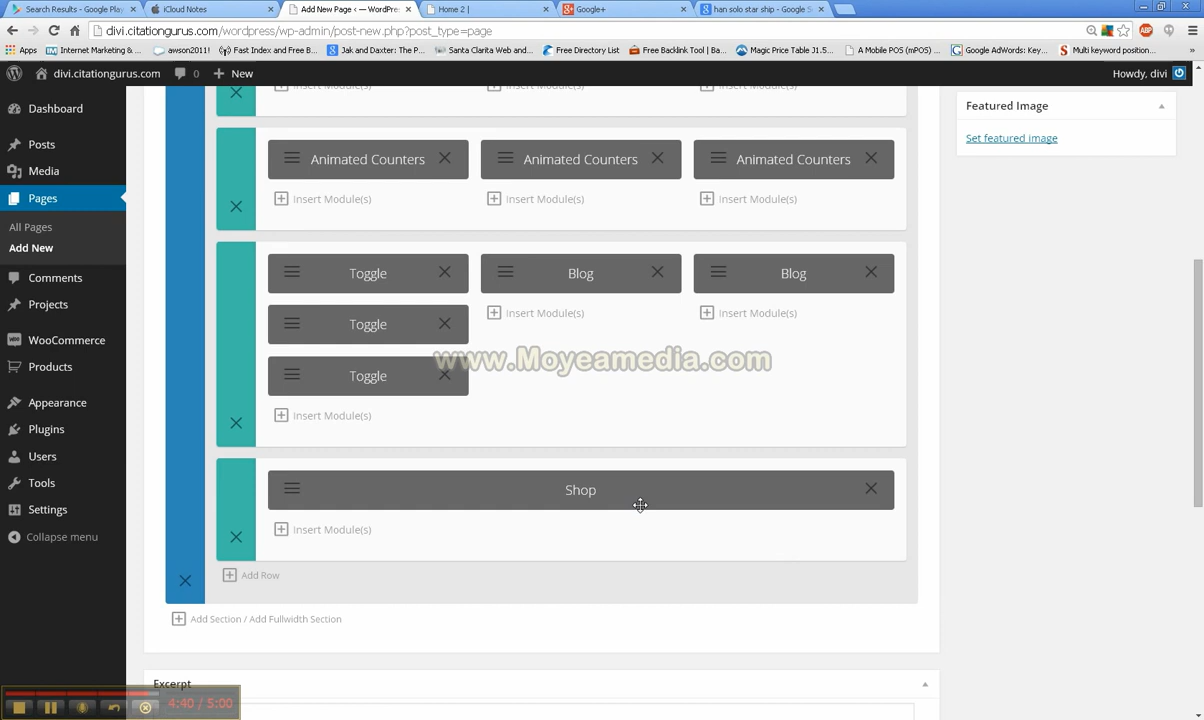 Search Results - Google Play
iCloud Notes
Add New Page ‹ — WordPre
Home 2 |
Google+
han solo star ship - Google S
divi.citationgurus.com/wordpress/wp-admin/post-new.php?post_type=page
Apps
Internet Marketing & ...
awson2011!
Fast Index and Free B...
Jak and Daxter: The P...
Santa Clarita Web and...
Free Directory List
Free Backlink Tool | Ba...
Magic Price Table J1.5...
A Mobile POS (mPOS) ...
Google AdWords: Key...
Multi keyword position...
divi.citationgurus.com
0
New
Howdy, divi
Dashboard
Posts
Media
Pages
All Pages
Add New
Comments
Projects
WooCommerce
Products
Appearance
Plugins
Users
Tools
Settings
Collapse menu
Insert Module(s) Insert Module(s) Insert Module(s)
Animated Counters Animated Counters Animated Counters
Insert Module(s) Insert Module(s) Insert Module(s)
Toggle Blog Blog
Insert Module(s) Insert Module(s)
Toggle
www.Moyeamedia.com
Toggle
Insert Module(s)
Shop
Insert Module(s)
Add Row
Add Section / Add Fullwidth Section
Excerpt
Featured Image
Set featured image
4:40 / 5:00